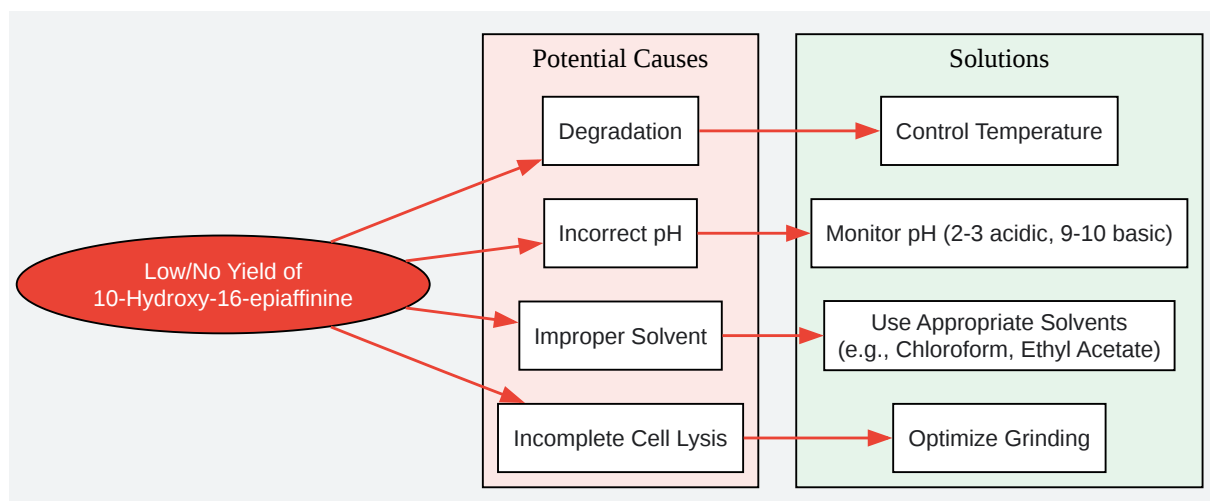 Potential Causes
Solutions
Degradation
Control Temperature
Incorrect pH
Monitor pH (2-3 acidic, 9-10 basic)
Low/No Yield of
10-Hydroxy-16-epiaffinine
Improper Solvent
Use Appropriate Solvents
(e.g., Chloroform, Ethyl Acetate)
Incomplete Cell Lysis
Optimize Grinding